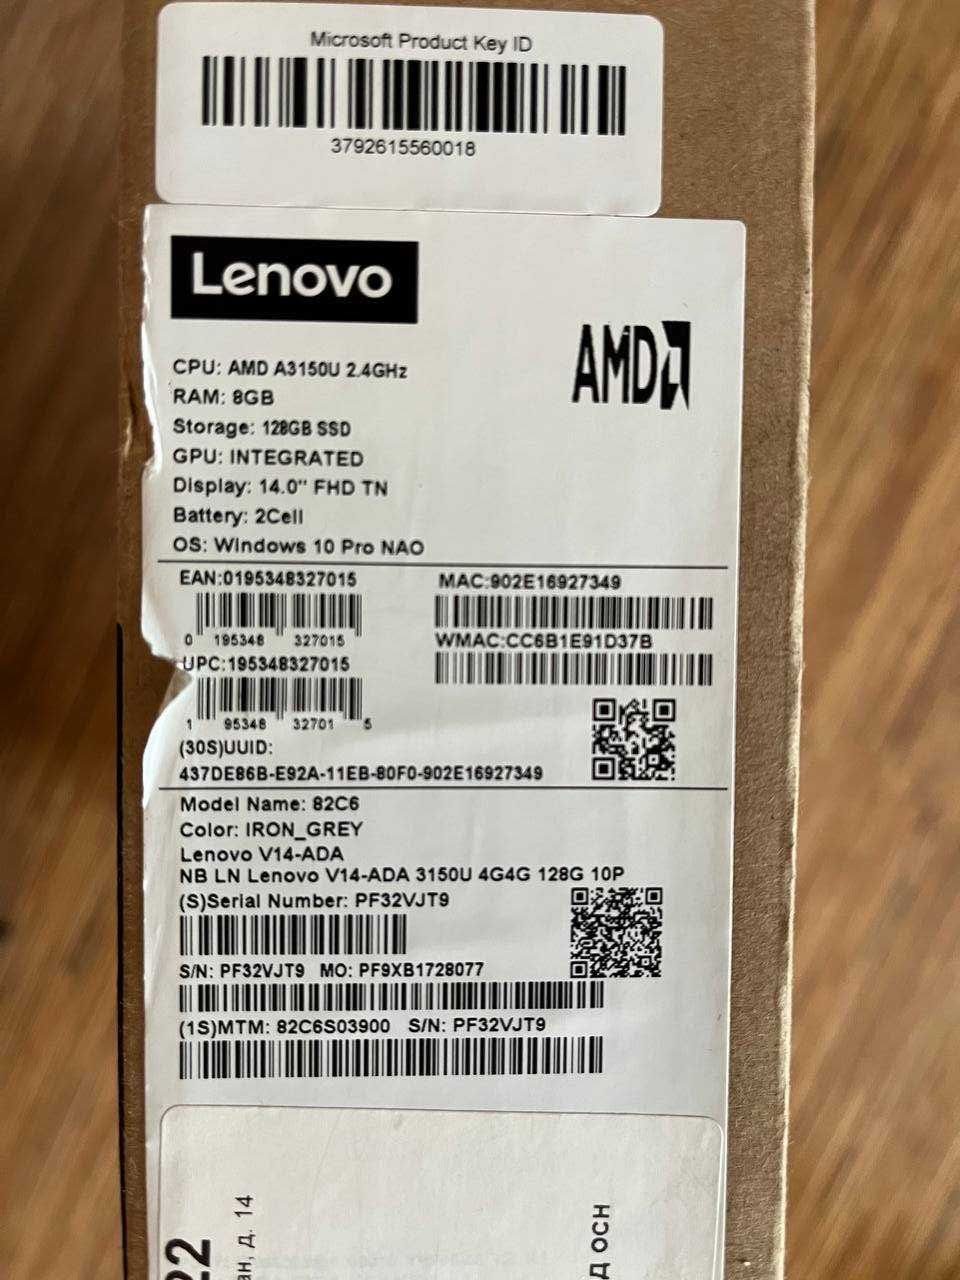 Microsoft Product Key ID
3792615560018
Lenovo
AMD
CPU: AMD A3150U 2.4GHz
RAM: 8GB
Storage: 128GB SSD
GPU: INTEGRATED
Display: 14.0" FHD TN
Battery: 2Cell
OS: Windows 10 Pro NAO
EAN:0195348327015
0 195348 327015
UPC:195348327015
1 95348 32701 5
MAC:902E16927349
WMAC:CC6B1E91D37B
(30S)UUID:
437DE86B-E92A-11EB-80F0-902E16927349
Model Name: 82C6
Color: IRON_GREY
Lenovo V14-ADA
NB LN Lenovo V14-ADA 3150U 4G4G 128G 10P
(S)Serial Number: PF32VJT9
S/N: PF32VJT9 MO: PF9XB1728077
(1S)MTM: 82C6S03900 S/N: PF32VJT9
22
ан, д. 14
Д ОСН